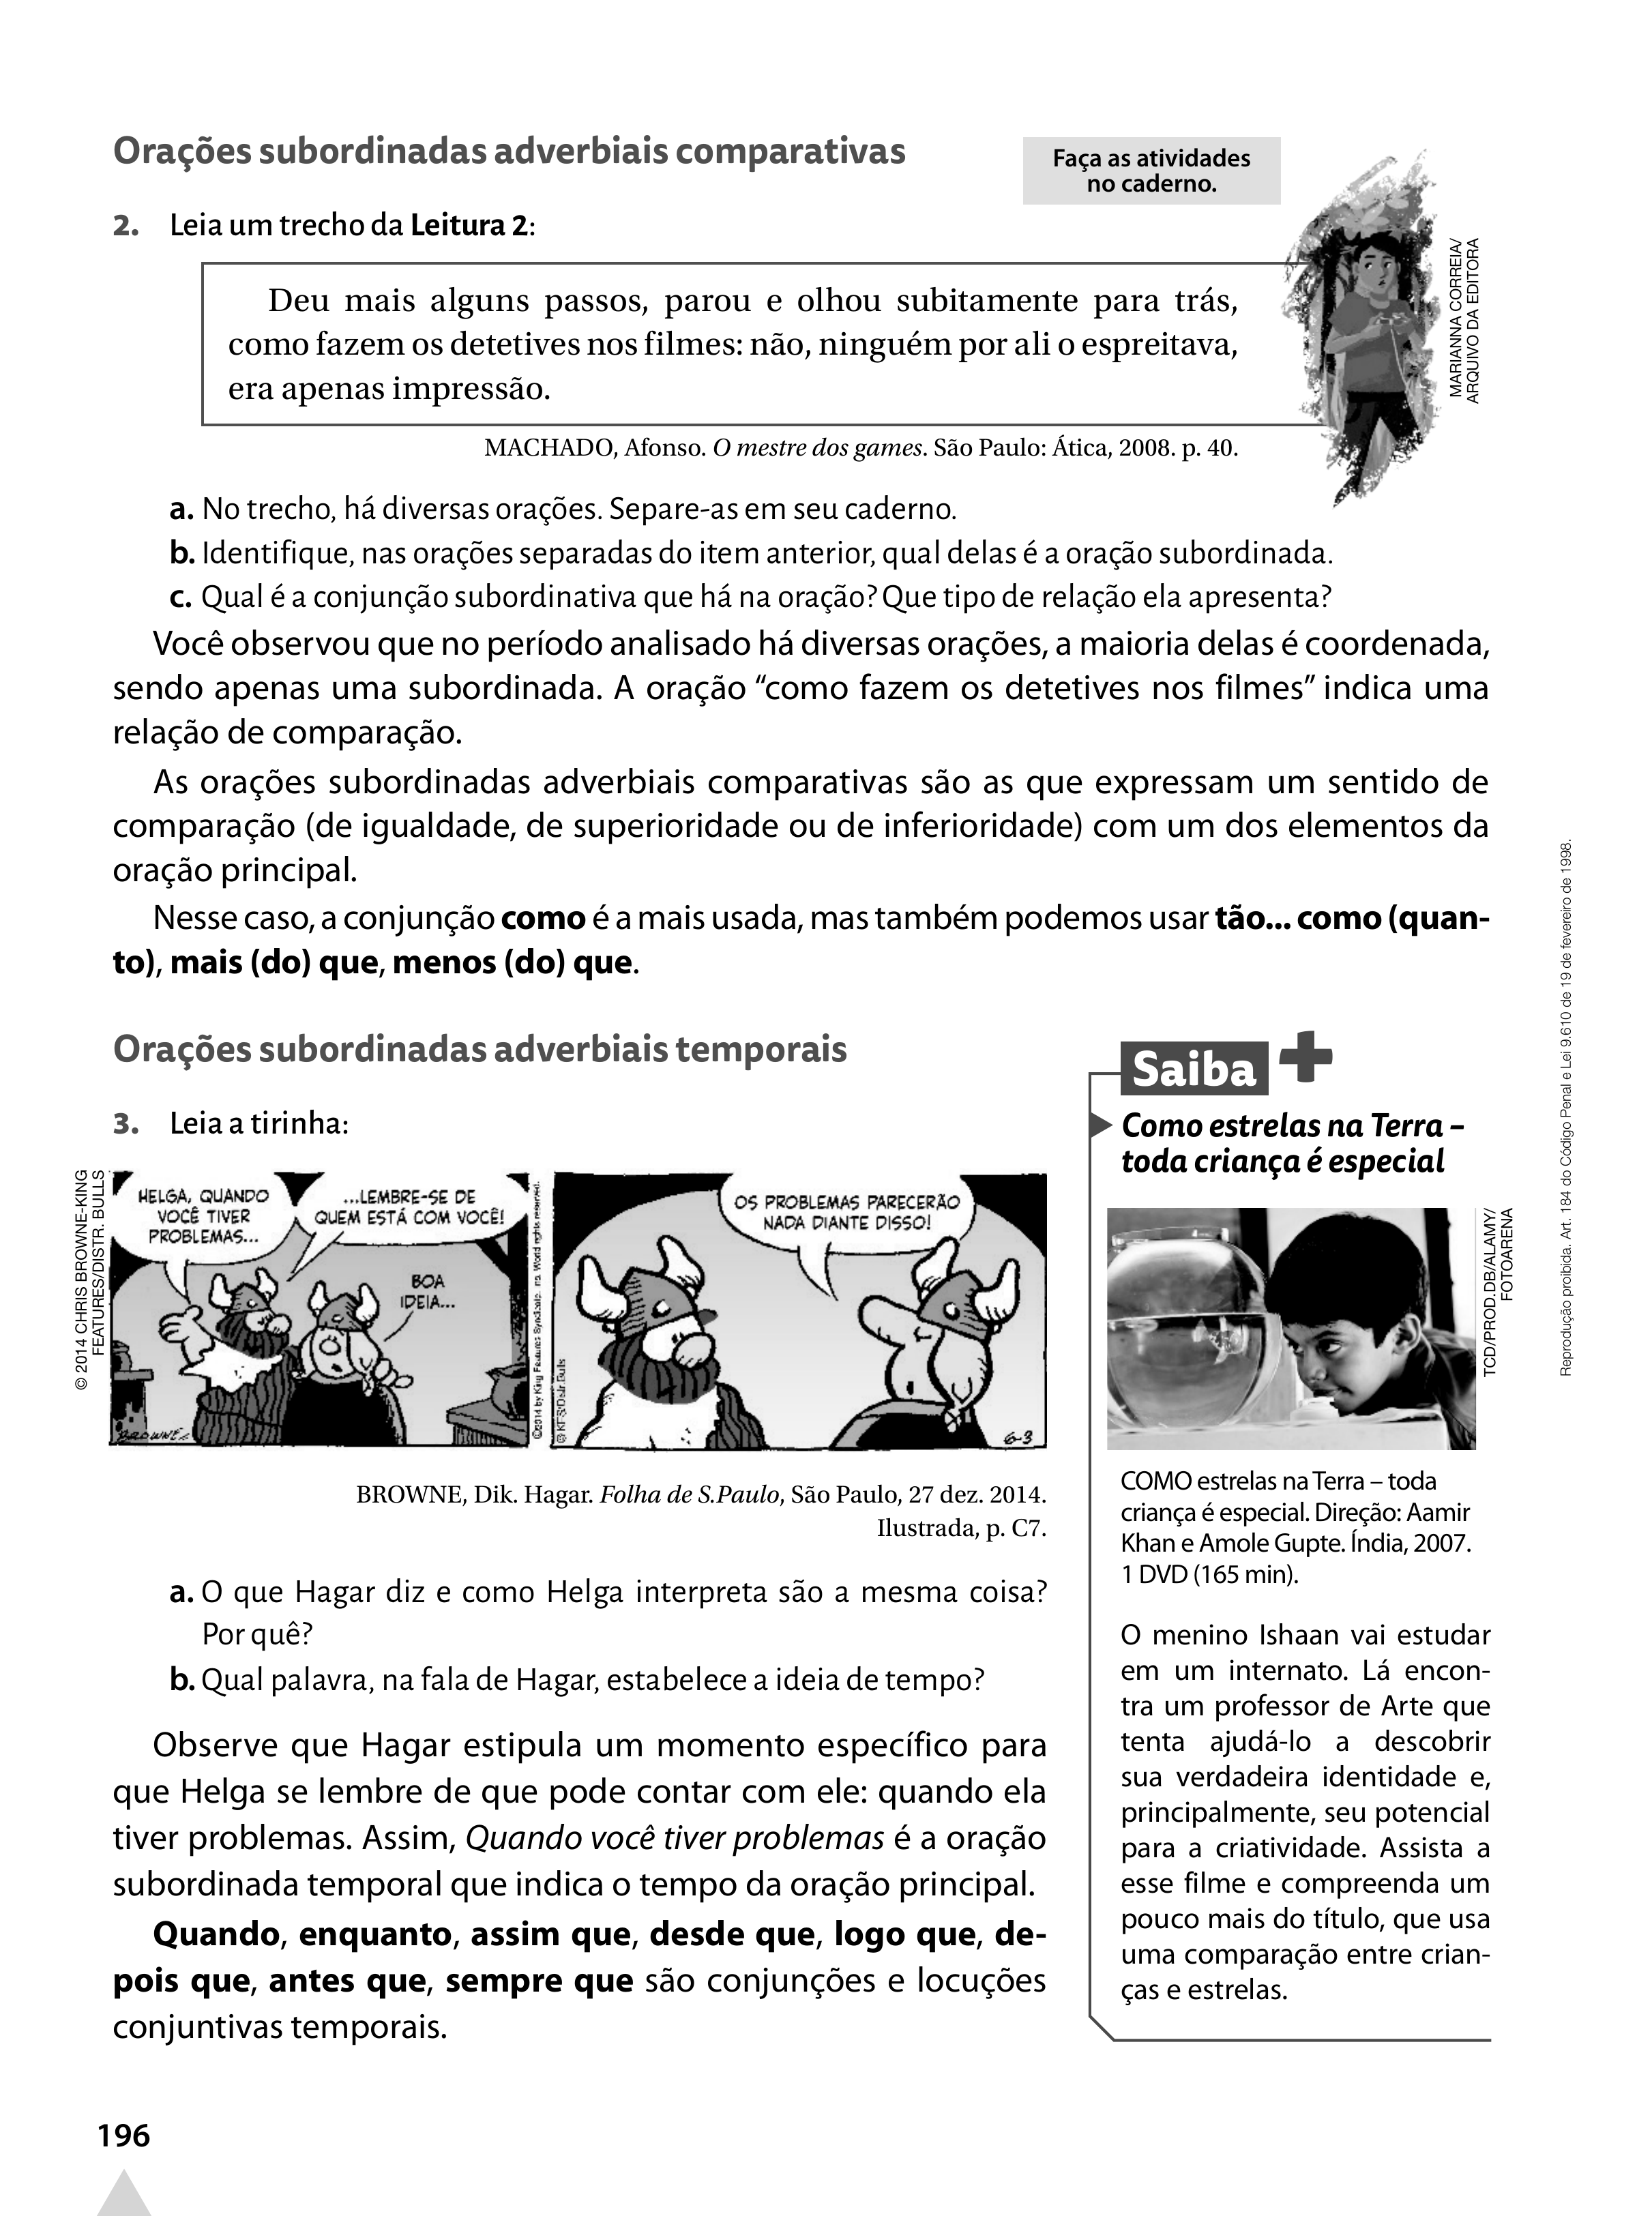 Orações subordinadas adverbiais comparativas
Faça as atividades
no caderno.
2. Leia um trecho da Leitura 2:
Deu mais alguns passos, parou e olhou subitamente para trás,
como fazem os detetives nos filmes: não, ninguém por ali o espreitava,
era apenas impressão.
MACHADO, Afonso. O mestre dos games. São Paulo: Ática, 2008. p. 40.
MARIANNA CORREIA/
ARQUIVO DA EDITORA
a. No trecho, há diversas orações. Separe-as em seu caderno.
b. Identifique, nas orações separadas do item anterior, qual delas é a oração subordinada.
c. Qual é a conjunção subordinativa que há na oração? Que tipo de relação ela apresenta?
Você observou que no período analisado há diversas orações, a maioria delas é coordenada,
sendo apenas uma subordinada. A oração “como fazem os detetives nos filmes” indica uma
relação de comparação.
As orações subordinadas adverbiais comparativas são as que expressam um sentido de
comparação (de igualdade, de superioridade ou de inferioridade) com um dos elementos da
oração principal.
Nesse caso, a conjunção como é a mais usada, mas também podemos usar tão... como (quan-
to), mais (do) que, menos (do) que.
Orações subordinadas adverbiais temporais
3. Leia a tirinha:
© 2014 CHRIS BROWNE-KING
FEATURES/DISTR. BULLS
HELGA, QUANDO
VOCÊ TIVER
PROBLEMAS...
...LEMBRE-SE DE
QUEM ESTÁ COM VOCÊ!
BOA
IDEIA...
BROWNE
©2014 by King Features Syndicate, Inc. World rights reserved.
© KFS/Distr. Bulls
OS PROBLEMAS PARECERÃO
NADA DIANTE DISSO!
6-3
BROWNE, Dik. Hagar. Folha de S.Paulo, São Paulo, 27 dez. 2014.
Ilustrada, p. C7.
a. O que Hagar diz e como Helga interpreta são a mesma coisa?
Por quê?
b. Qual palavra, na fala de Hagar, estabelece a ideia de tempo?
Observe que Hagar estipula um momento específico para
que Helga se lembre de que pode contar com ele: quando ela
tiver problemas. Assim, Quando você tiver problemas é a oração
subordinada temporal que indica o tempo da oração principal.
Quando, enquanto, assim que, desde que, logo que, de-
pois que, antes que, sempre que são conjunções e locuções
conjuntivas temporais.
Saiba +
Como estrelas na Terra –
toda criança é especial
TCD/PROD.DB/ALAMY/
FOTOARENA
COMO estrelas na Terra – toda
criança é especial. Direção: Aamir
Khan e Amole Gupte. Índia, 2007.
1 DVD (165 min).
O menino Ishaan vai estudar
em um internato. Lá encon-
tra um professor de Arte que
tenta ajudá-lo a descobrir
sua verdadeira identidade e,
principalmente, seu potencial
para a criatividade. Assista a
esse filme e compreenda um
pouco mais do título, que usa
uma comparação entre crian-
ças e estrelas.
Reprodução proibida. Art. 184 do Código Penal e Lei 9.610 de 19 de fevereiro de 1998.
196